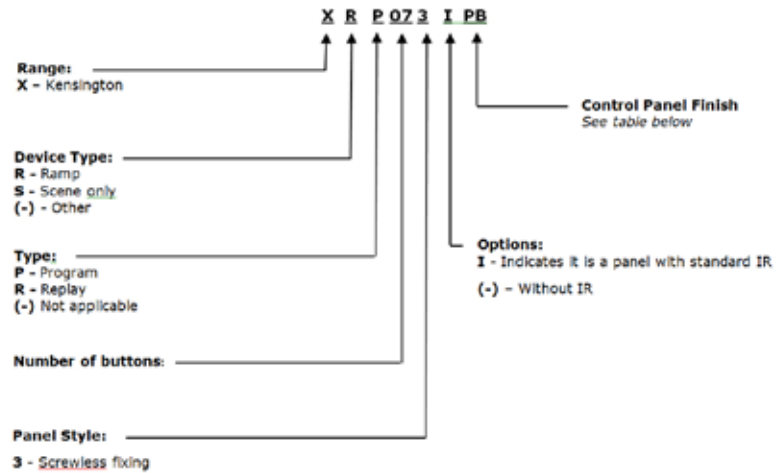 X R P 07 3 I PB
Range:
X – Kensington
Control Panel Finish
See table below
Device Type:
R - Ramp
S - Scene only
(-) - Other
Type:
P - Program
R - Replay
(-) Not applicable
Options:
I - Indicates it is a panel with standard IR
(-) – Without IR
Number of buttons:
Panel Style:
3 - Screwless fixing